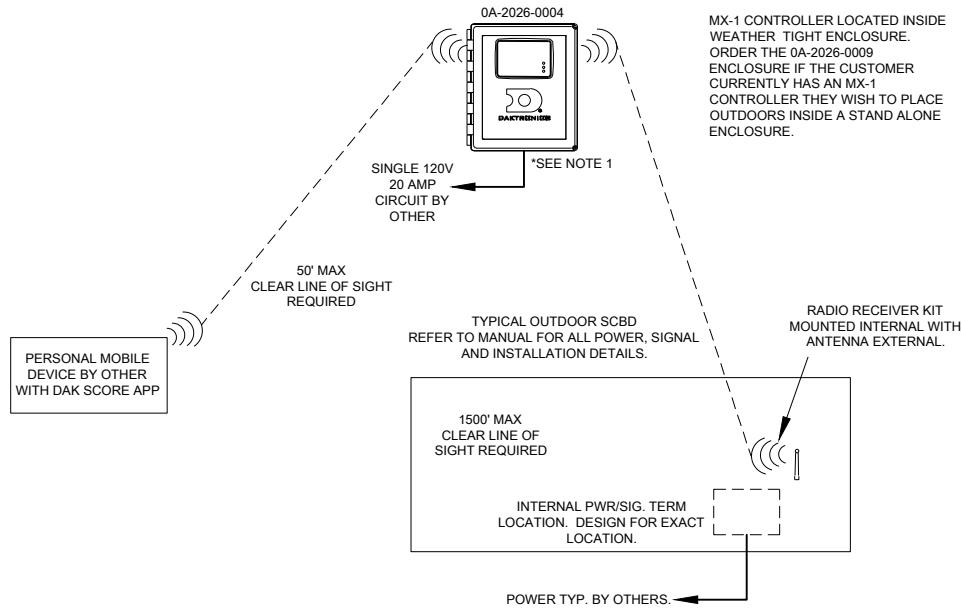 0A-2026-0004
MX-1 CONTROLLER LOCATED INSIDE
WEATHER TIGHT ENCLOSURE.
ORDER THE 0A-2026-0009
ENCLOSURE IF THE CUSTOMER
CURRENTLY HAS AN MX-1
CONTROLLER THEY WISH TO PLACE
OUTDOORS INSIDE A STAND ALONE
ENCLOSURE.
DAKTRONICS
*SEE NOTE 1
SINGLE 120V
20 AMP
CIRCUIT BY
OTHER
50' MAX
CLEAR LINE OF SIGHT
REQUIRED
PERSONAL MOBILE
DEVICE BY OTHER
WITH DAK SCORE APP
TYPICAL OUTDOOR SCBD
REFER TO MANUAL FOR ALL POWER, SIGNAL
AND INSTALLATION DETAILS.
RADIO RECEIVER KIT
MOUNTED INTERNAL WITH
ANTENNA EXTERNAL.
1500' MAX
CLEAR LINE OF
SIGHT REQUIRED
INTERNAL PWR/SIG. TERM
LOCATION. DESIGN FOR EXACT
LOCATION.
POWER TYP. BY OTHERS.